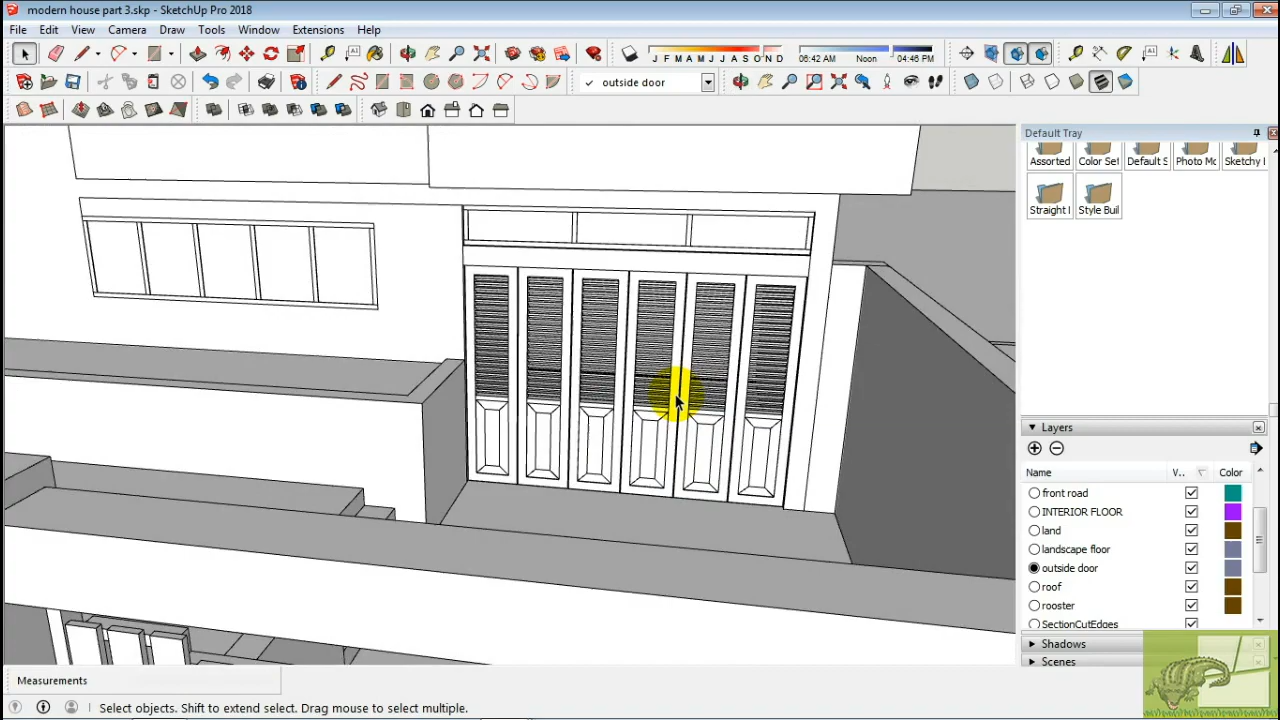 modern house part 3.skp - SketchUp Pro 2018
File Edit View Camera Draw Tools Window Extensions Help
J F M A M J J A S O N D 06:42 AM Noon 04:46 PM
outside door
Default Tray
Assorted Color Set Default S Photo Mo Sketchy I
Straight I Style Buil
Layers
Name V.. Color
front road
INTERIOR FLOOR
land
landscape floor
outside door
roof
rooster
SectionCutEdges
Shadows
Scenes
Measurements
Select objects. Shift to extend select. Drag mouse to select multiple.